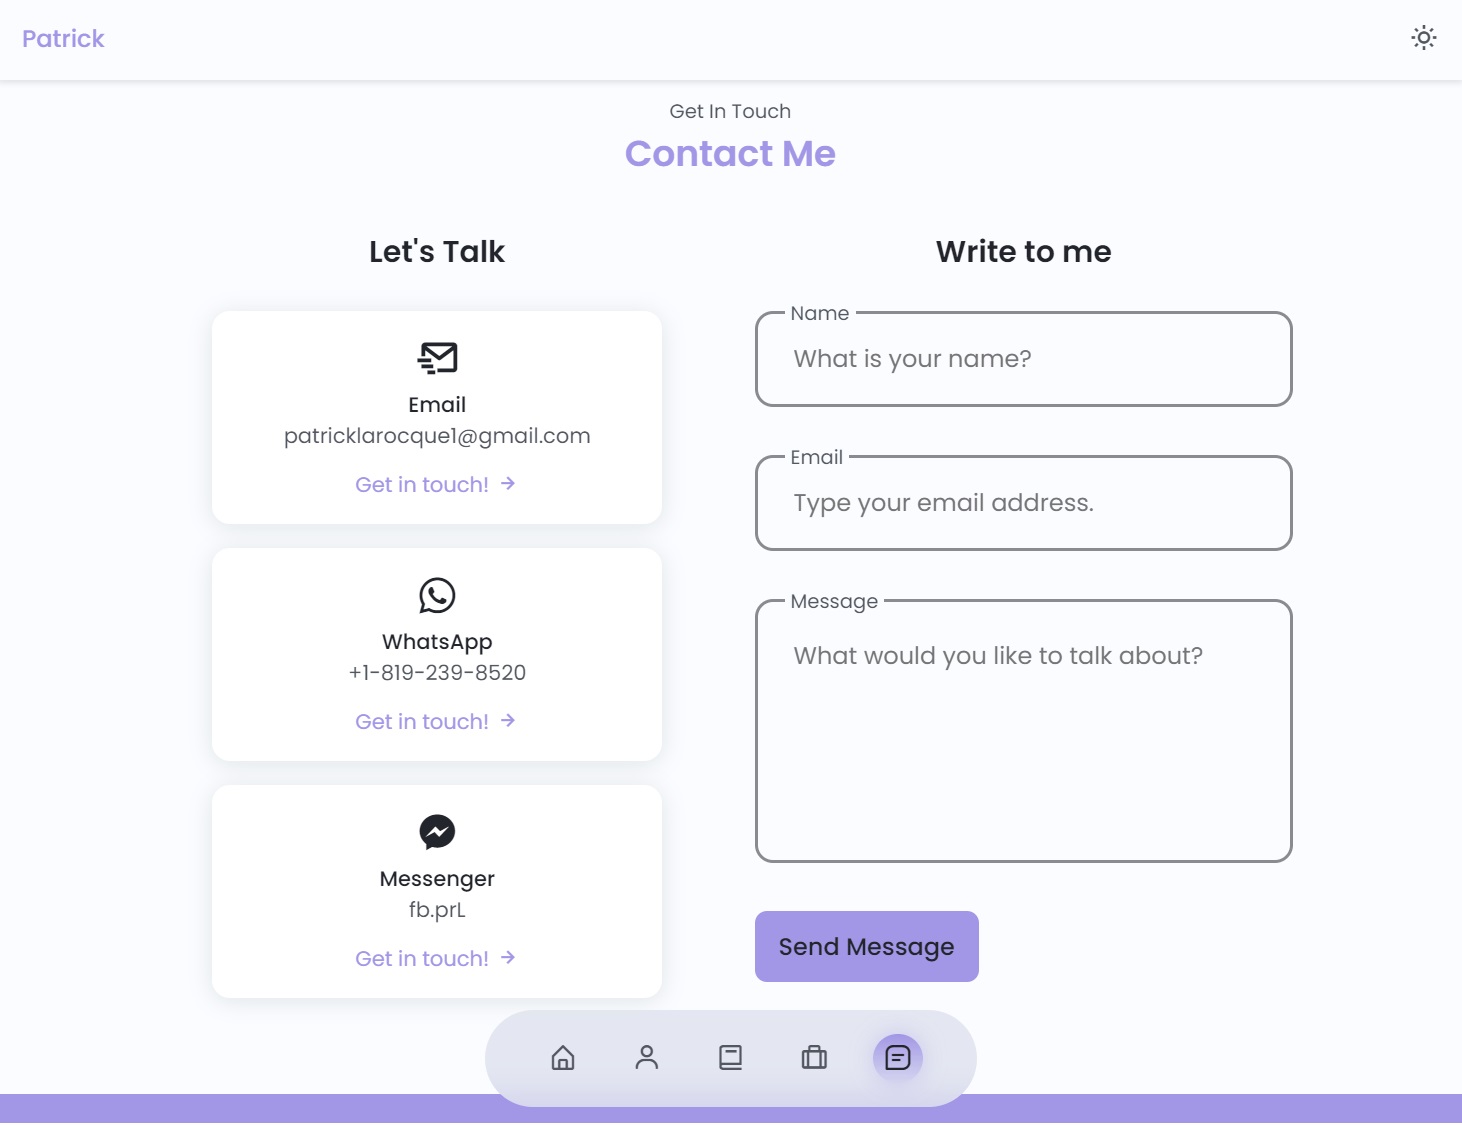 Patrick
Get In Touch
Contact Me
Let's Talk
Email
patricklarocque1@gmail.com
Get in touch!
WhatsApp
+1-819-239-8520
Get in touch!
Messenger
fb.prL
Get in touch!
Write to me
Name
What is your name?
Email
Type your email address.
Message
What would you like to talk about?
Send Message